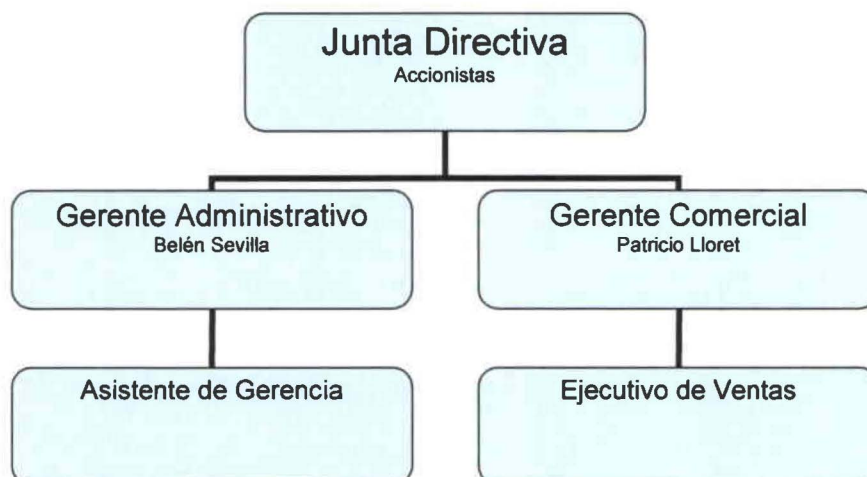 Junta Directiva
Accionistas
Gerente Administrativo
Belén Sevilla
Gerente Comercial
Patricio Lloret
Asistente de Gerencia
Ejecutivo de Ventas